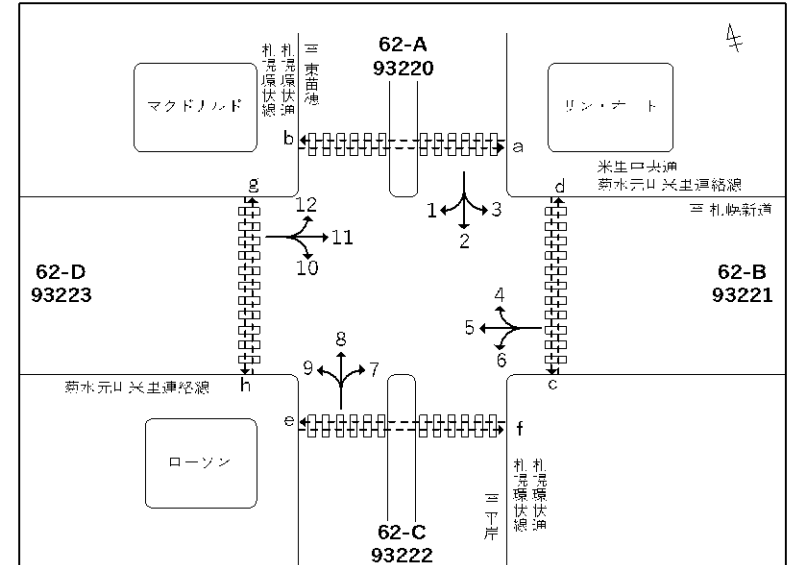 62-A
93220
札幌環状線
札幌環状通
至 東苗穂
マクドナルド
b
a
米里中央通
菊水元町米里連絡線
g
d
至 札幌新道
12
11
10
1
2
3
62-D
93223
62-B
93221
4
5
6
8
9
7
菊水元町米里連絡線
h
c
e
f
ローソン
至 平岸
札幌環状線
札幌環状通
62-C
93222